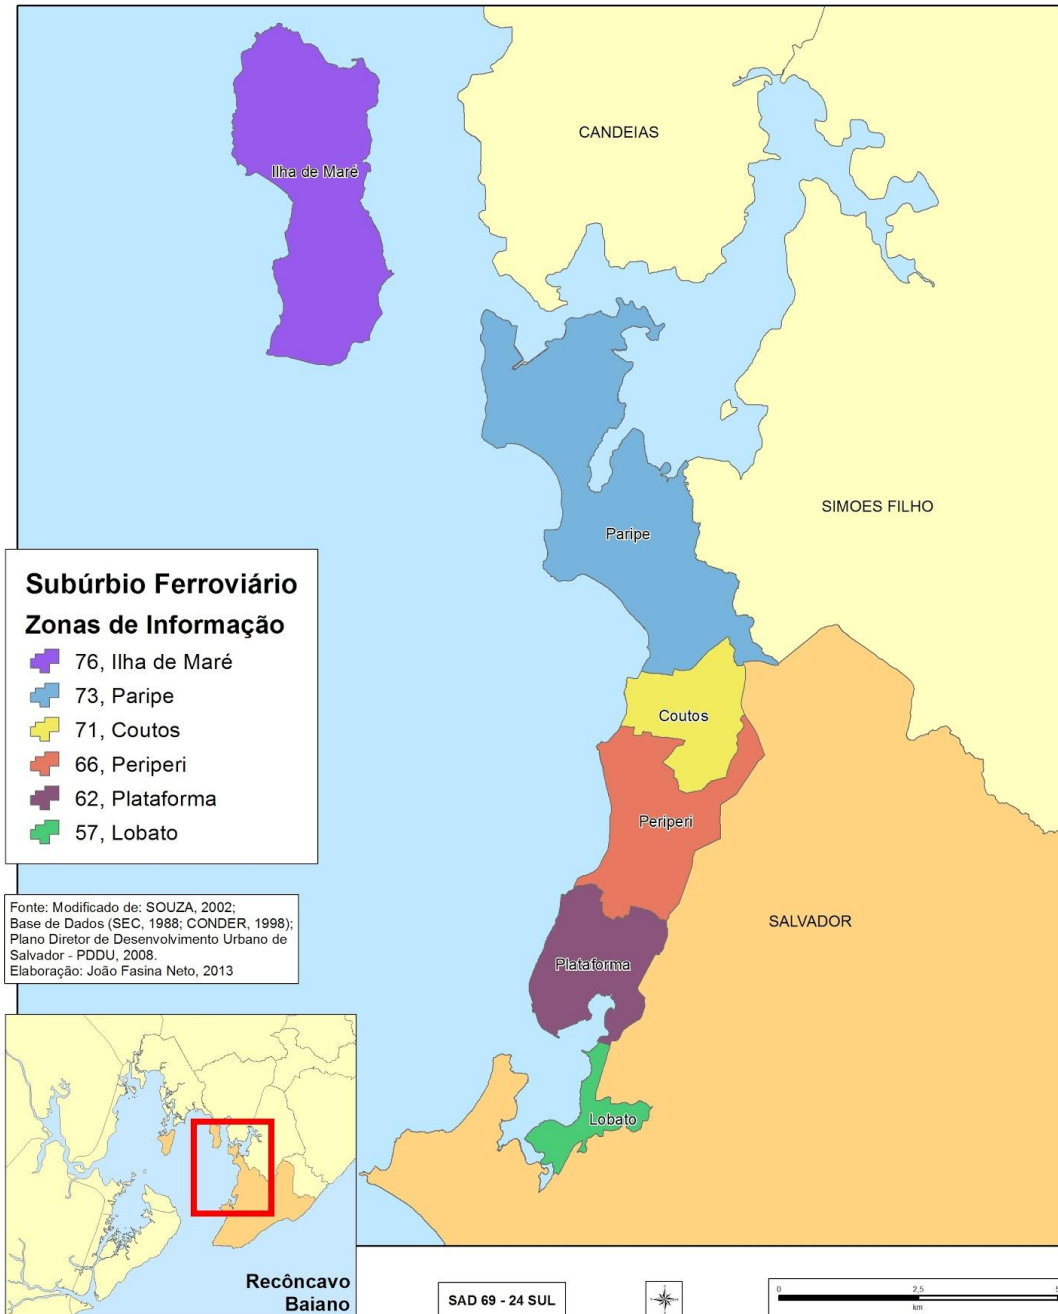 CANDEIAS
Ilha de Maré
SIMOES FILHO
Paripe
Subúrbio Ferroviário
Zonas de Informação
76, Ilha de Maré
73, Paripe
71, Coutos
66, Periperi
62, Plataforma
57, Lobato
Coutos
Periperi
SALVADOR
Plataforma
Lobato
Fonte: Modificado de: SOUZA, 2002;
Base de Dados (SEC, 1988; CONDER, 1998);
Plano Diretor de Desenvolvimento Urbano de
Salvador - PDDU, 2008.
Elaboração: João Fasina Neto, 2013
Recôncavo
Baiano
SAD 69 - 24 SUL
0 2,5
km